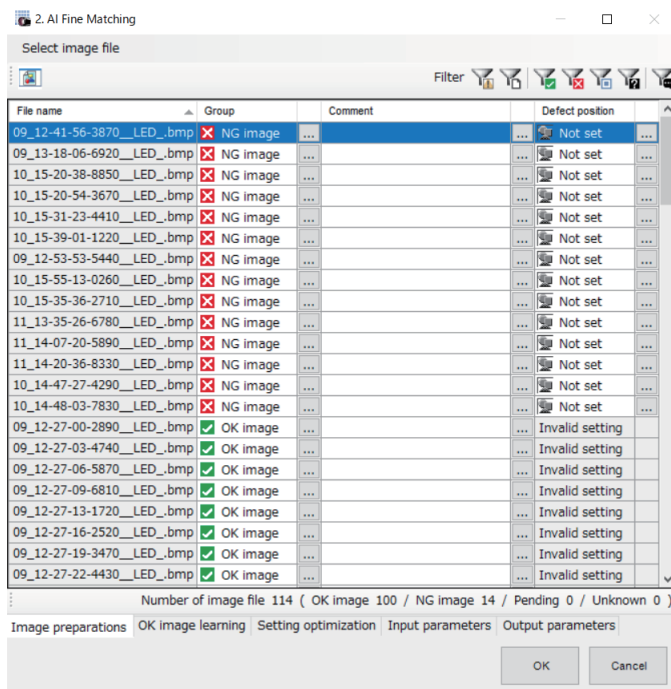 2. AI Fine Matching
Select image file
Filter
File name Group Comment Defect position
09_12-41-56-3870__LED_.bmp NG image ... ... Not set ...
09_13-18-06-6920__LED_.bmp NG image ... ... Not set ...
10_15-20-38-8850__LED_.bmp NG image ... ... Not set ...
10_15-20-54-3670__LED_.bmp NG image ... ... Not set ...
10_15-31-23-4410__LED_.bmp NG image ... ... Not set ...
10_15-39-01-1220__LED_.bmp NG image ... ... Not set ...
09_12-53-53-5440__LED_.bmp NG image ... ... Not set ...
10_15-55-13-0260__LED_.bmp NG image ... ... Not set ...
10_15-35-36-2710__LED_.bmp NG image ... ... Not set ...
11_13-35-26-6780__LED_.bmp NG image ... ... Not set ...
11_14-07-20-5890__LED_.bmp NG image ... ... Not set ...
11_14-20-36-8330__LED_.bmp NG image ... ... Not set ...
10_14-47-27-4290__LED_.bmp NG image ... ... Not set ...
10_14-48-03-7830__LED_.bmp NG image ... ... Not set ...
09_12-27-00-2890__LED_.bmp OK image ... ... Invalid setting
09_12-27-03-4740__LED_.bmp OK image ... ... Invalid setting
09_12-27-06-5870__LED_.bmp OK image ... ... Invalid setting
09_12-27-09-6810__LED_.bmp OK image ... ... Invalid setting
09_12-27-13-1720__LED_.bmp OK image ... ... Invalid setting
09_12-27-16-2520__LED_.bmp OK image ... ... Invalid setting
09_12-27-19-3470__LED_.bmp OK image ... ... Invalid setting
09_12-27-22-4430__LED_.bmp OK image ... ... Invalid setting
Number of image file 114 ( OK image 100 / NG image 14 / Pending 0 / Unknown 0 )
Image preparations OK image learning Setting optimization Input parameters Output parameters
OK Cancel